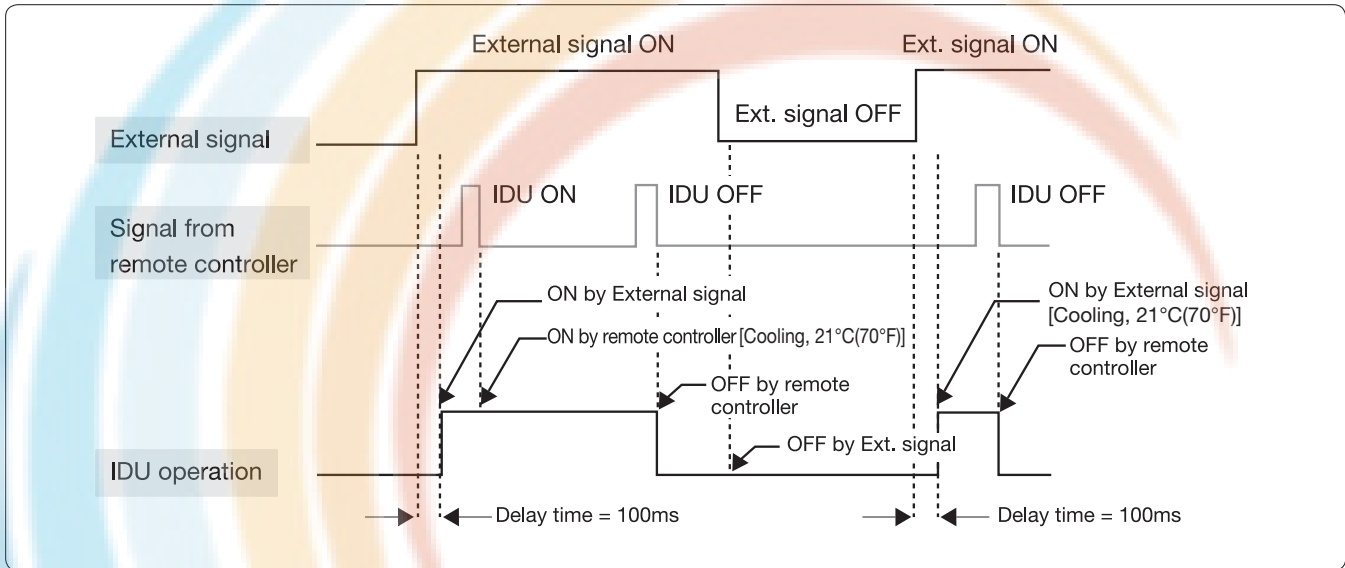 External signal ON
Ext. signal ON
Ext. signal OFF
External signal
IDU ON
IDU OFF
IDU OFF
Signal from
remote controller
ON by External signal
ON by remote controller [Cooling, 21°C(70°F)]
ON by External signal
[Cooling, 21°C(70°F)]
OFF by remote
controller
OFF by remote
controller
OFF by Ext. signal
IDU operation
Delay time = 100ms
Delay time = 100ms